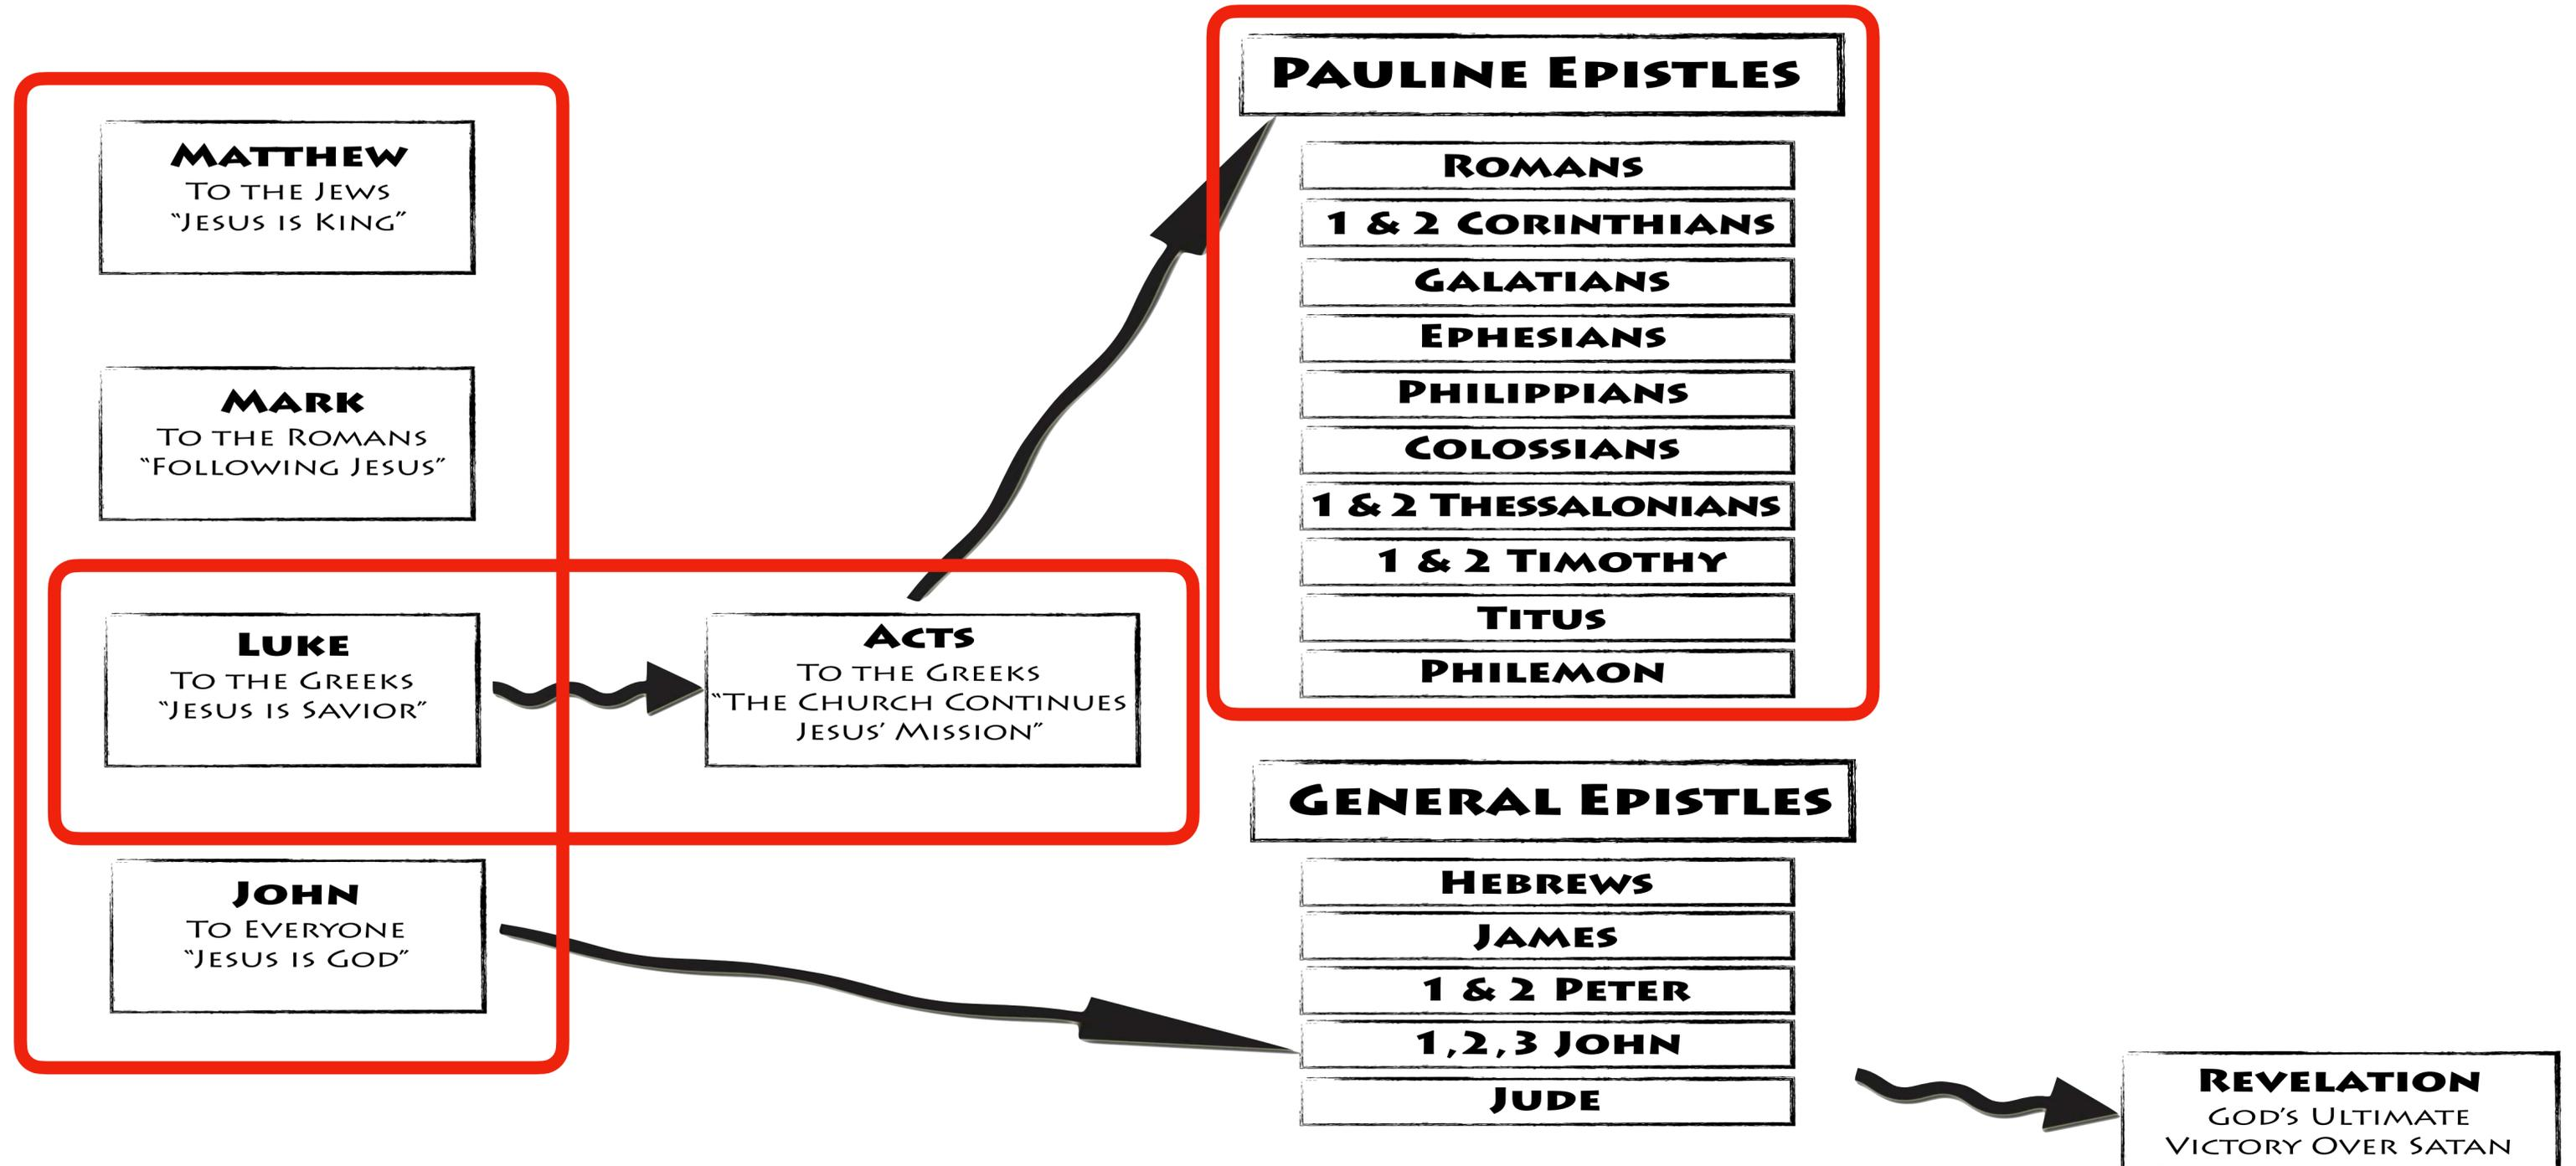 Matthew
To the Jews
“Jesus is King”
Mark
To the Romans
“Following Jesus”
Luke
To the Greeks
“Jesus is Savior”
John
To Everyone
“Jesus is God”
Acts
To the Greeks
“The Church Continues
Jesus’ Mission”
Pauline Epistles
Romans
1 & 2 Corinthians
Galatians
Ephesians
Philippians
Colossians
1 & 2 Thessalonians
1 & 2 Timothy
Titus
Philemon
General Epistles
Hebrews
James
1 & 2 Peter
1,2,3 John
Jude
Revelation
God’s Ultimate
Victory Over Satan